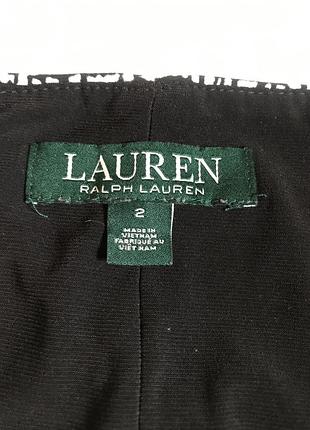 LAUREN
RALPH LAUREN
2
MADE IN
VIETNAM
FABRIQUÉ AU
VIET NAM